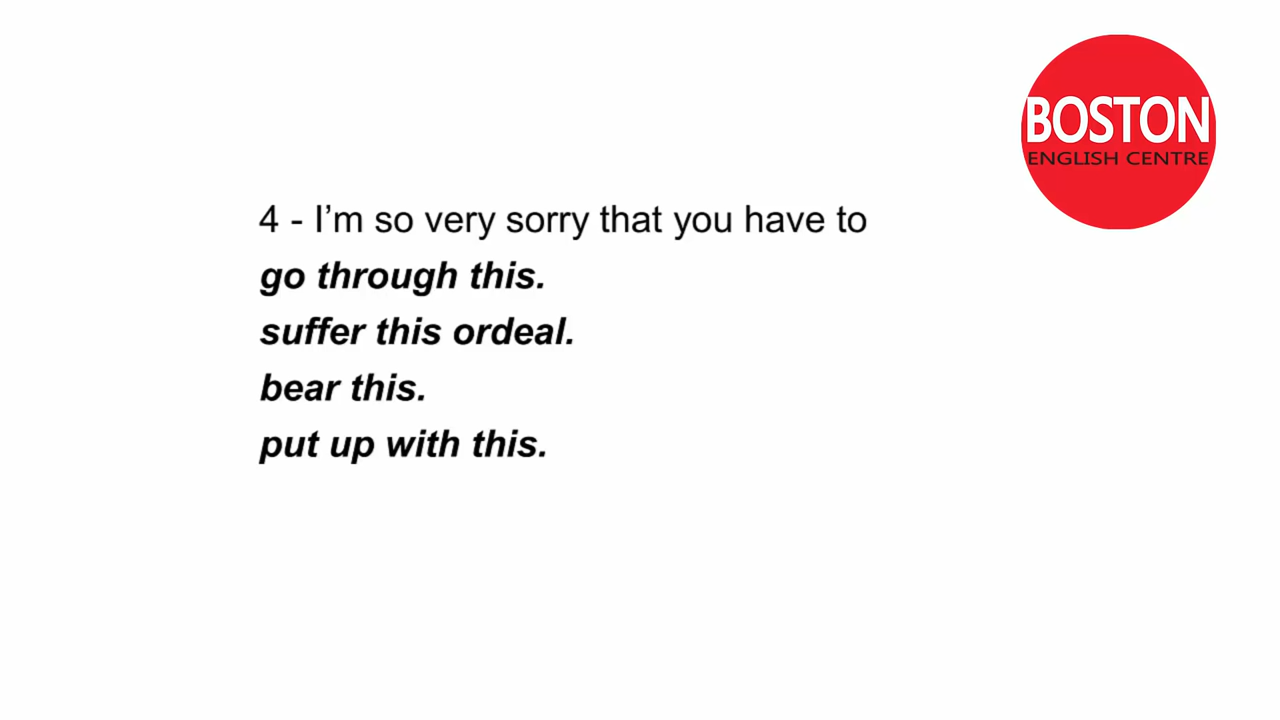 BOSTON
ENGLISH CENTRE
4 - I'm so very sorry that you have to
go through this.
suffer this ordeal.
bear this.
put up with this.